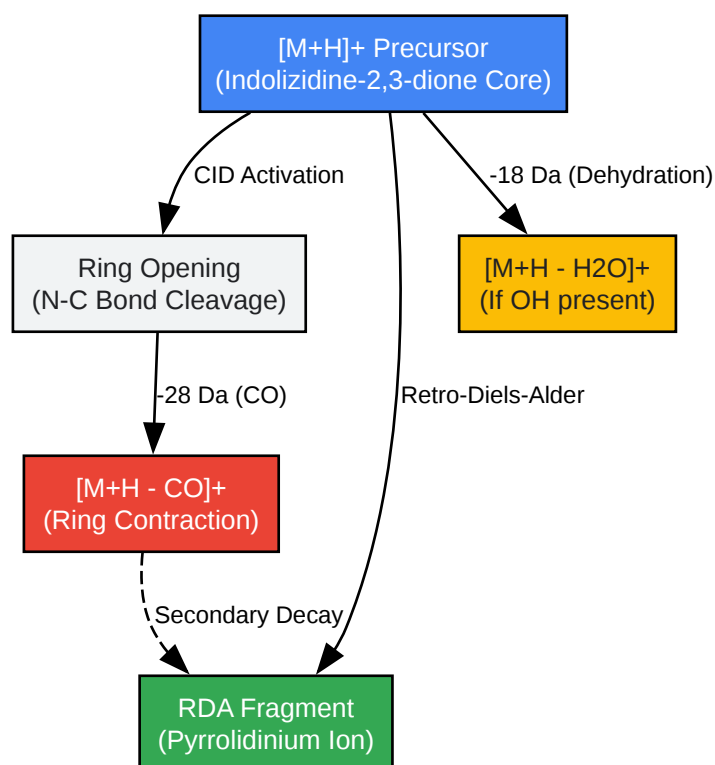 [M+H]+ Precursor
(Indolizidine-2,3-dione Core)
CID Activation
-18 Da (Dehydration)
Ring Opening
(N-C Bond Cleavage)
[M+H - H2O]+
(If OH present)
-28 Da (CO)
Retro-Diels-Alder
[M+H - CO]+
(Ring Contraction)
Secondary Decay
RDA Fragment
(Pyrrolidinium Ion)